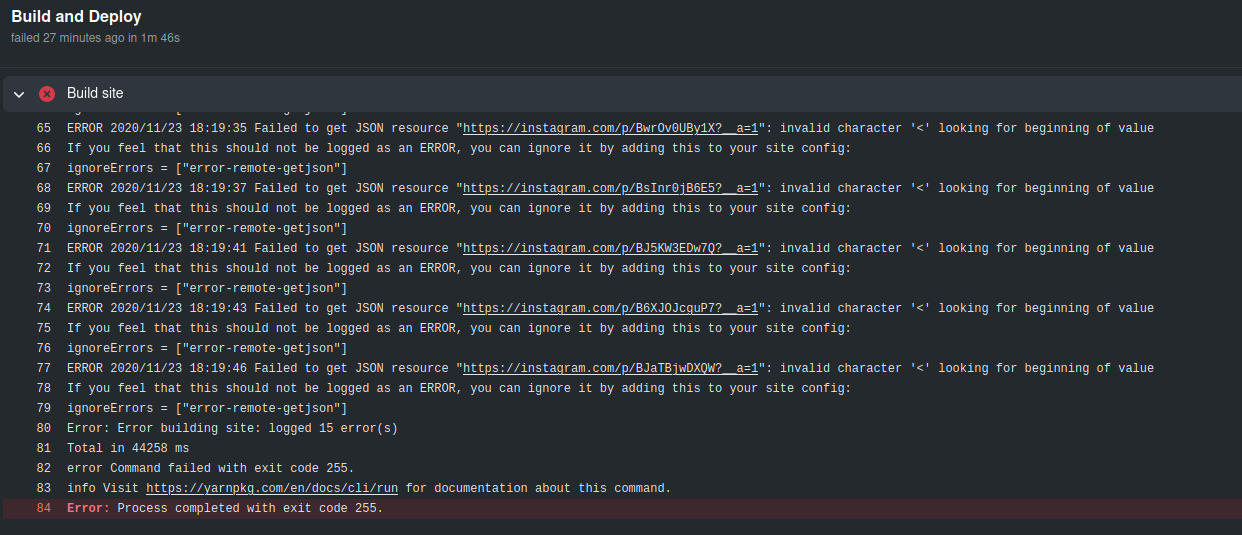 Build and Deploy
failed 27 minutes ago in 1m 46s
Build site
65 ERROR 2020/11/23 18:19:35 Failed to get JSON resource "https://instagram.com/p/BwrOv0UBy1X?__a=1": invalid character '<' looking for beginning of value
66 If you feel that this should not be logged as an ERROR, you can ignore it by adding this to your site config:
67 ignoreErrors = ["error-remote-getjson"]
68 ERROR 2020/11/23 18:19:37 Failed to get JSON resource "https://instagram.com/p/BsInr0jB6E5?__a=1": invalid character '<' looking for beginning of value
69 If you feel that this should not be logged as an ERROR, you can ignore it by adding this to your site config:
70 ignoreErrors = ["error-remote-getjson"]
71 ERROR 2020/11/23 18:19:41 Failed to get JSON resource "https://instagram.com/p/BJ5KW3EDw7Q?__a=1": invalid character '<' looking for beginning of value
72 If you feel that this should not be logged as an ERROR, you can ignore it by adding this to your site config:
73 ignoreErrors = ["error-remote-getjson"]
74 ERROR 2020/11/23 18:19:43 Failed to get JSON resource "https://instagram.com/p/B6XJOJcquP7?__a=1": invalid character '<' looking for beginning of value
75 If you feel that this should not be logged as an ERROR, you can ignore it by adding this to your site config:
76 ignoreErrors = ["error-remote-getjson"]
77 ERROR 2020/11/23 18:19:46 Failed to get JSON resource "https://instagram.com/p/BJaTBjwDXQW?__a=1": invalid character '<' looking for beginning of value
78 If you feel that this should not be logged as an ERROR, you can ignore it by adding this to your site config:
79 ignoreErrors = ["error-remote-getjson"]
80 Error: Error building site: logged 15 error(s)
81 Total in 44258 ms
82 error Command failed with exit code 255.
83 info Visit https://yarnpkg.com/en/docs/cli/run for documentation about this command.
84 Error: Process completed with exit code 255.